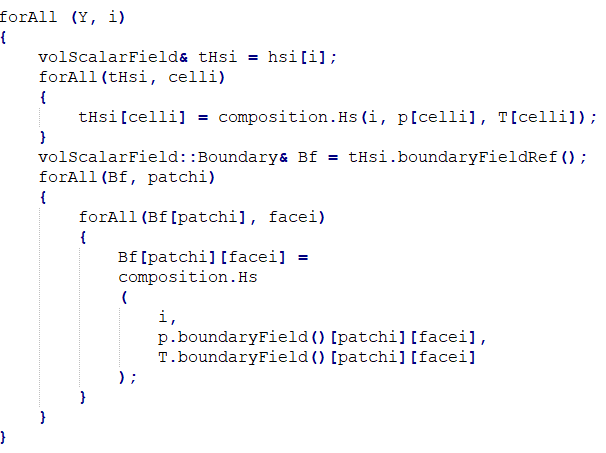 forAll (Y, i)
{
    volScalarField& tHsi = hsi[i];
    forAll(tHsi, celli)
    {
        tHsi[celli] = composition.Hs(i, p[celli], T[celli]);
    }
    volScalarField::Boundary& Bf = tHsi.boundaryFieldRef();
    forAll(Bf, patchi)
    {
        forAll(Bf[patchi], facei)
        {
            Bf[patchi][facei] =
            composition.Hs
            (
                i,
                p.boundaryField()[patchi][facei],
                T.boundaryField()[patchi][facei]
            );
        }
    }
}